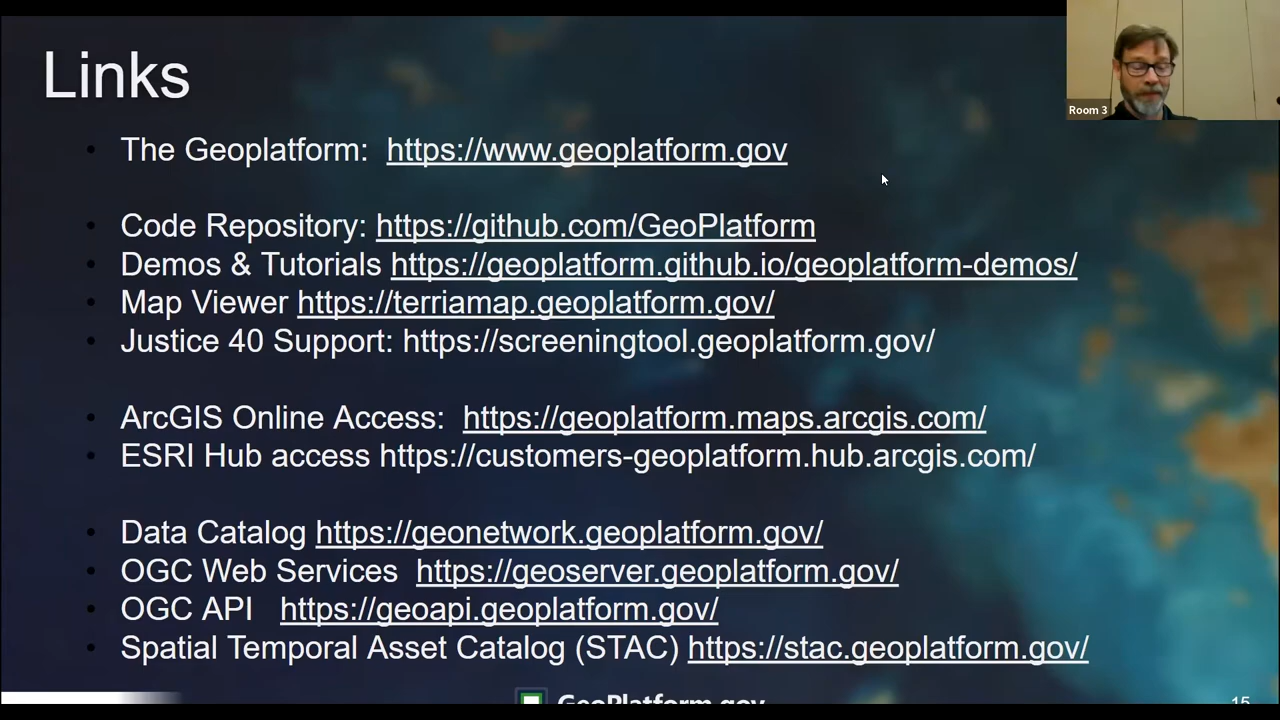 Links
Room 3
The Geoplatform: https://www.geoplatform.gov
Code Repository: https://github.com/GeoPlatform
Demos & Tutorials https://geoplatform.github.io/geoplatform-demos/
Map Viewer https://terriamap.geoplatform.gov/
Justice 40 Support: https://screeningtool.geoplatform.gov/
ArcGIS Online Access: https://geoplatform.maps.arcgis.com/
ESRI Hub access https://customers-geoplatform.hub.arcgis.com/
Data Catalog https://geonetwork.geoplatform.gov/
OGC Web Services https://geoserver.geoplatform.gov/
OGC API https://geoapi.geoplatform.gov/
Spatial Temporal Asset Catalog (STAC) https://stac.geoplatform.gov/
GeoPlatform.gov
15